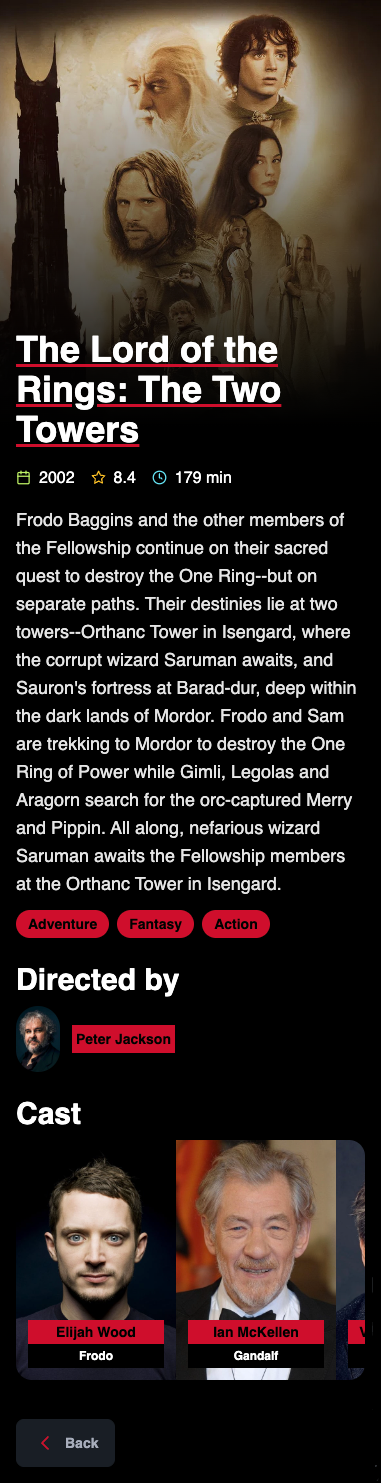 The Lord of the
Rings: The Two
Towers
2002 8.4 179 min
Frodo Baggins and the other members of
the Fellowship continue on their sacred
quest to destroy the One Ring--but on
separate paths. Their destinies lie at two
towers--Orthanc Tower in Isengard, where
the corrupt wizard Saruman awaits, and
Sauron's fortress at Barad-dur, deep within
the dark lands of Mordor. Frodo and Sam
are trekking to Mordor to destroy the One
Ring of Power while Gimli, Legolas and
Aragorn search for the orc-captured Merry
and Pippin. All along, nefarious wizard
Saruman awaits the Fellowship members
at the Orthanc Tower in Isengard.
Adventure Fantasy Action
Directed by
Peter Jackson
Cast
Elijah Wood Ian McKellen
Frodo Gandalf
Back